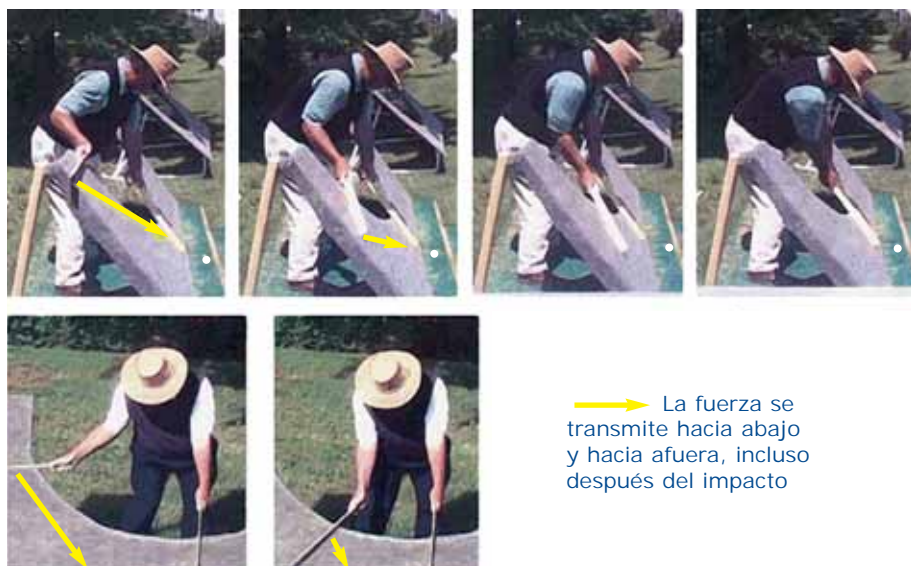 La fuerza se
transmite hacia abajo
y hacia afuera, incluso
después del impacto